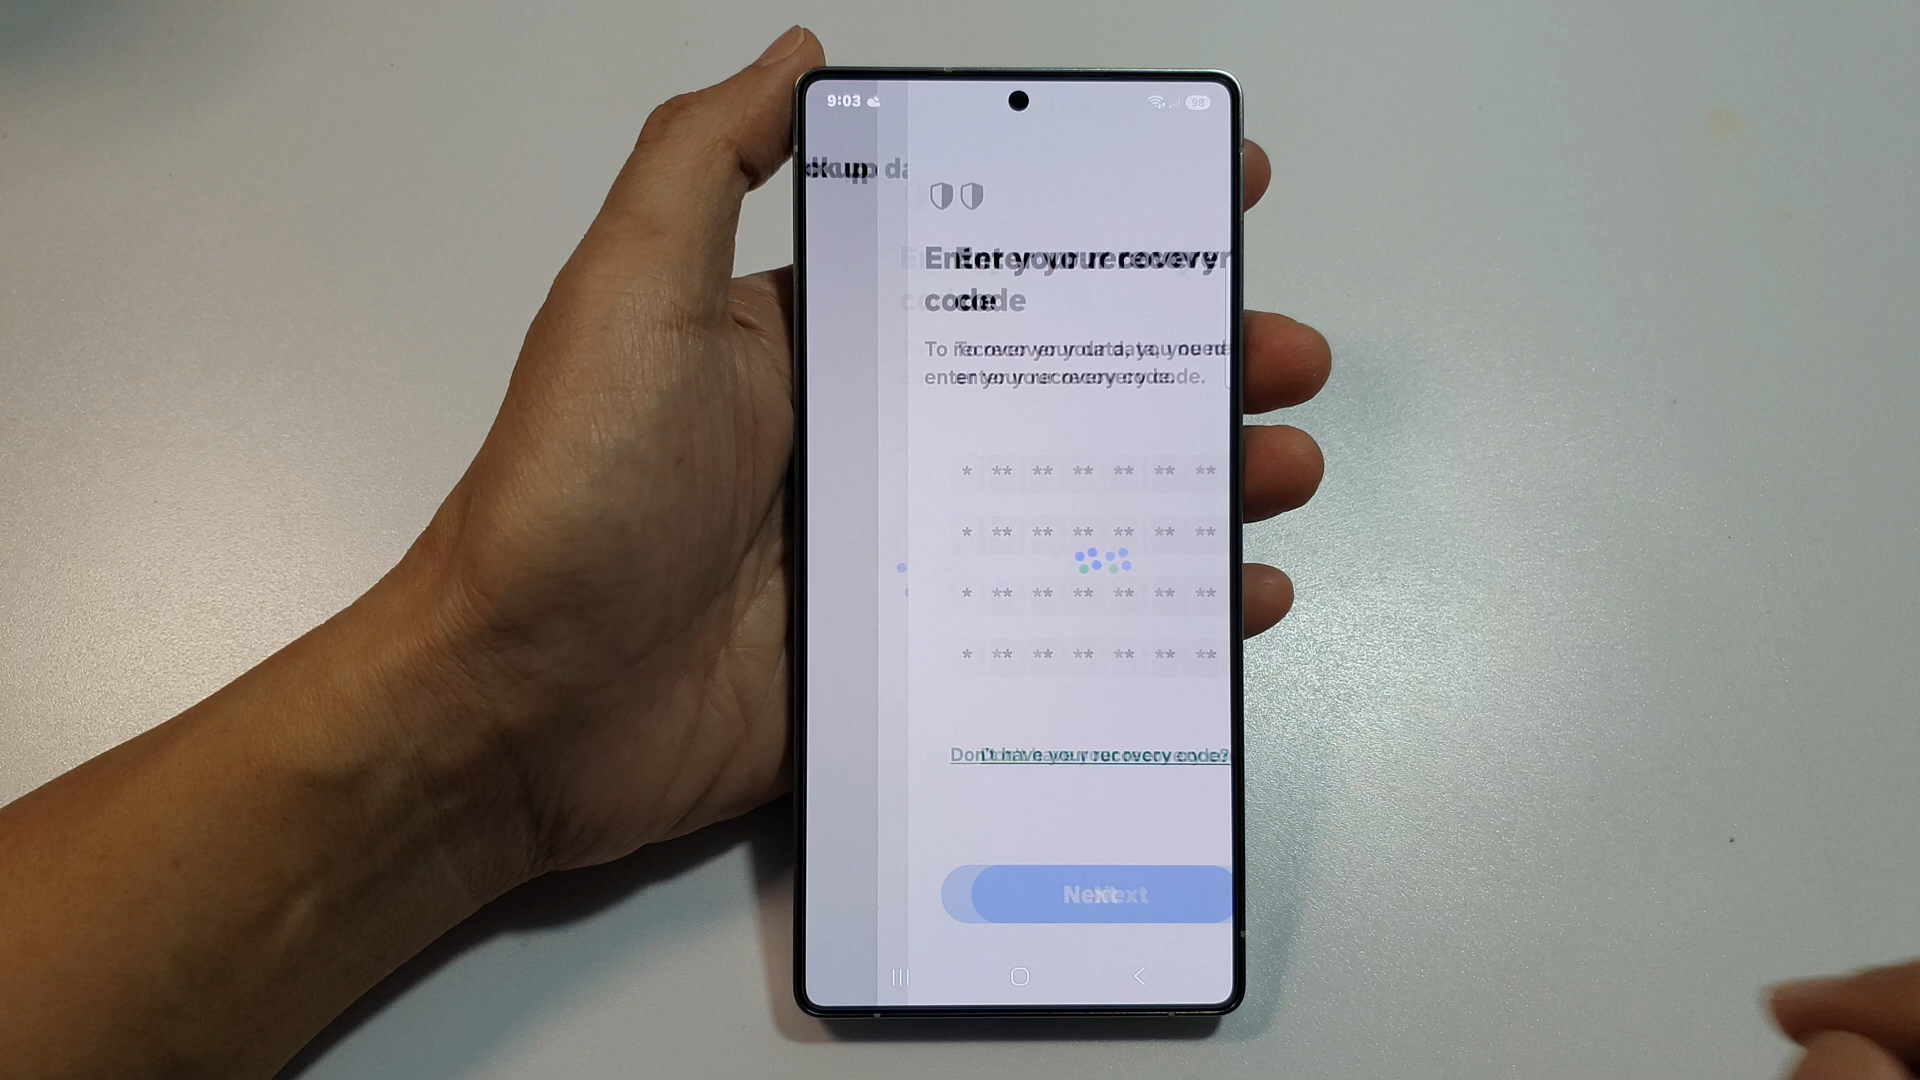 9:03
98
Enter your recovery
code
To recover your data, you need
enter your recovery code.
* ** ** ** ** ** **
* ** ** ** ** ** **
* ** ** ** ** ** **
* ** ** ** ** ** **
Don't have your recovery code?
Next